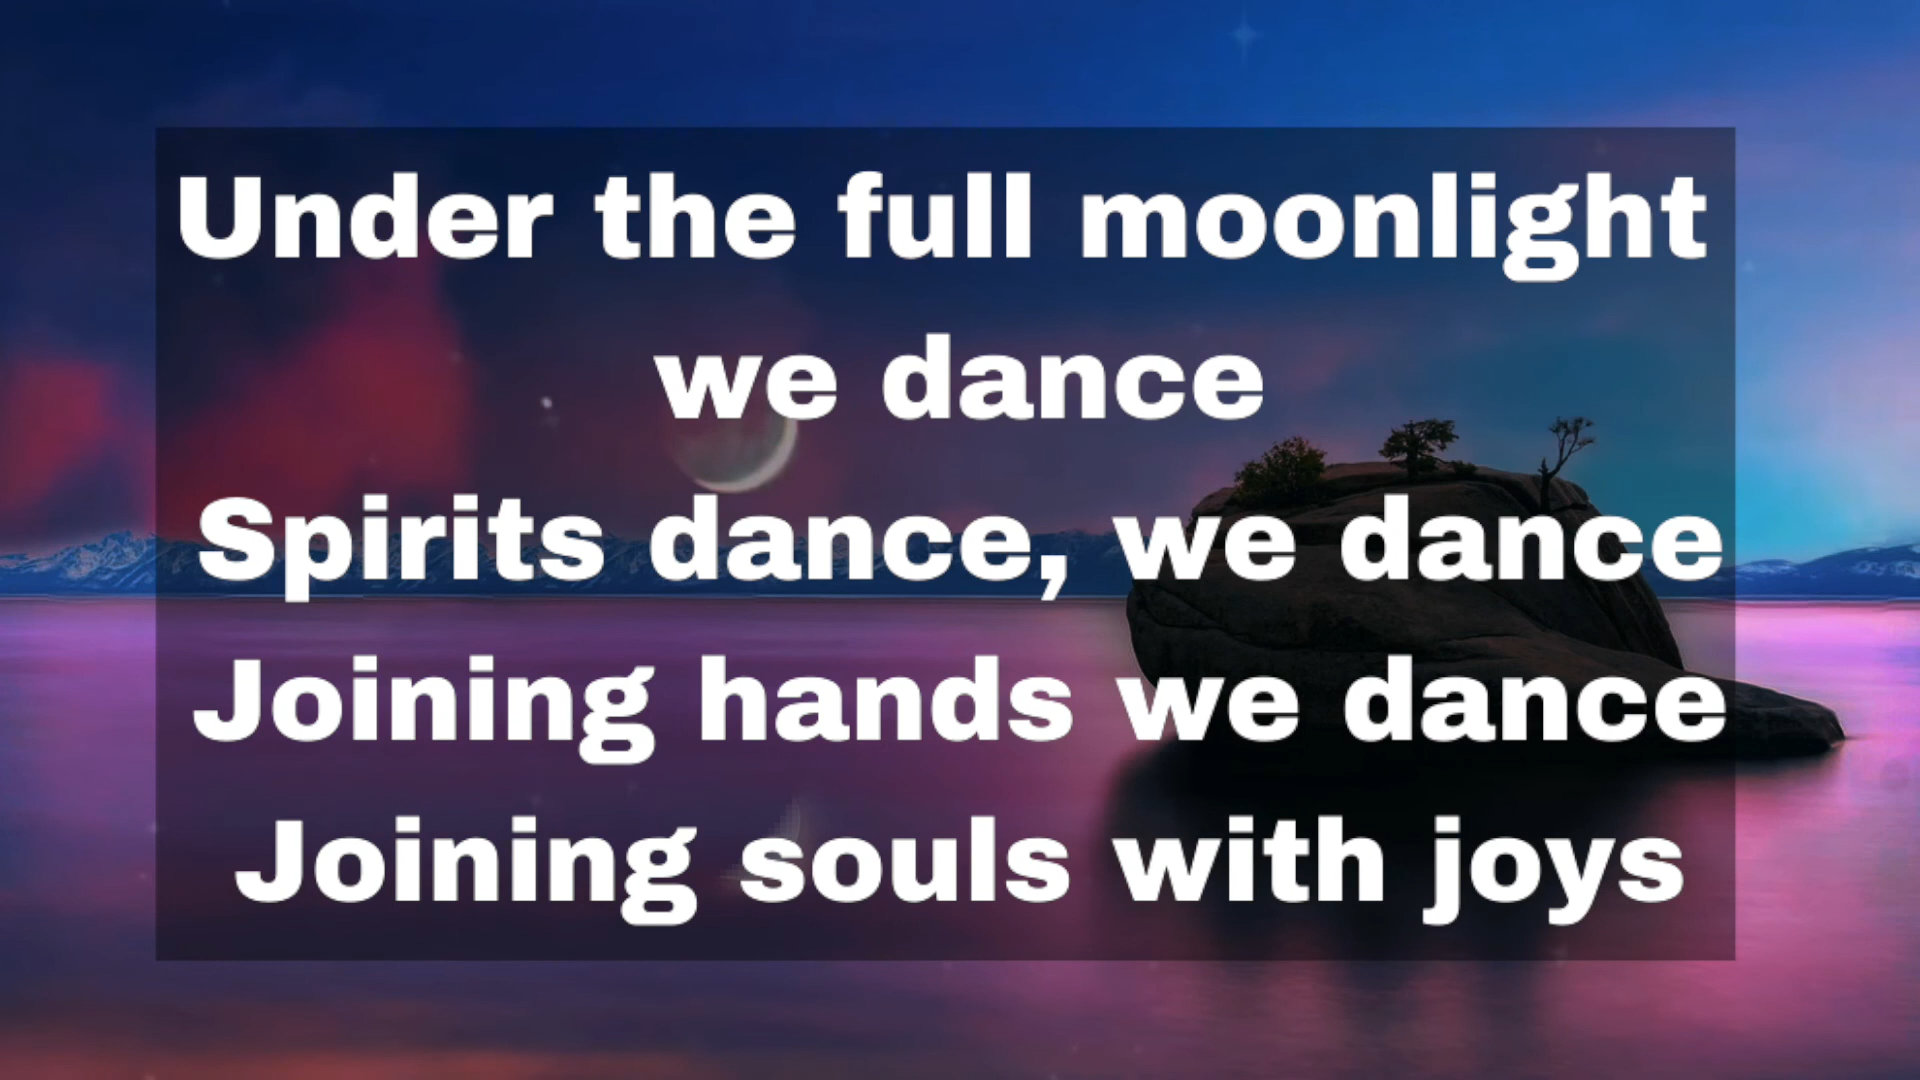 Under the full moonlight
we dance
Spirits dance, we dance
Joining hands we dance
Joining souls with joys